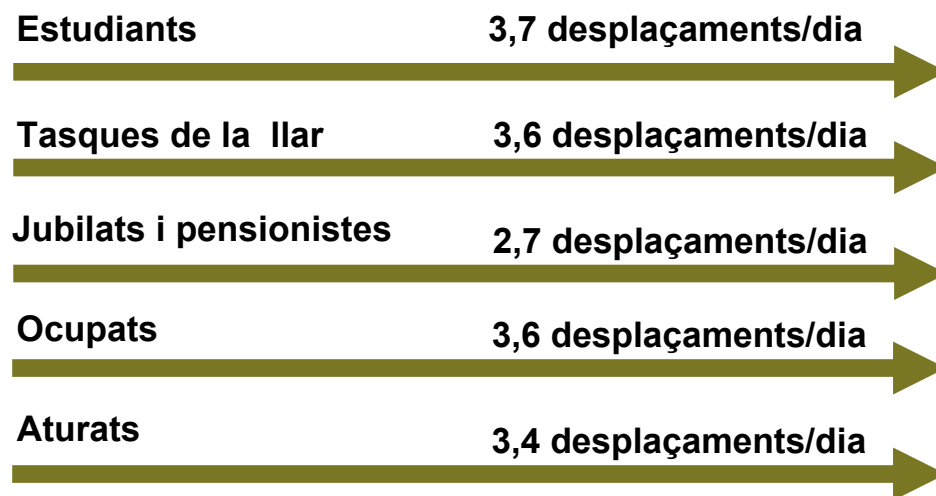 Estudiants 3,7 desplaçaments/dia
Tasques de la llar 3,6 desplaçaments/dia
Jubilats i pensionistes 2,7 desplaçaments/dia
Ocupats 3,6 desplaçaments/dia
Aturats 3,4 desplaçaments/dia